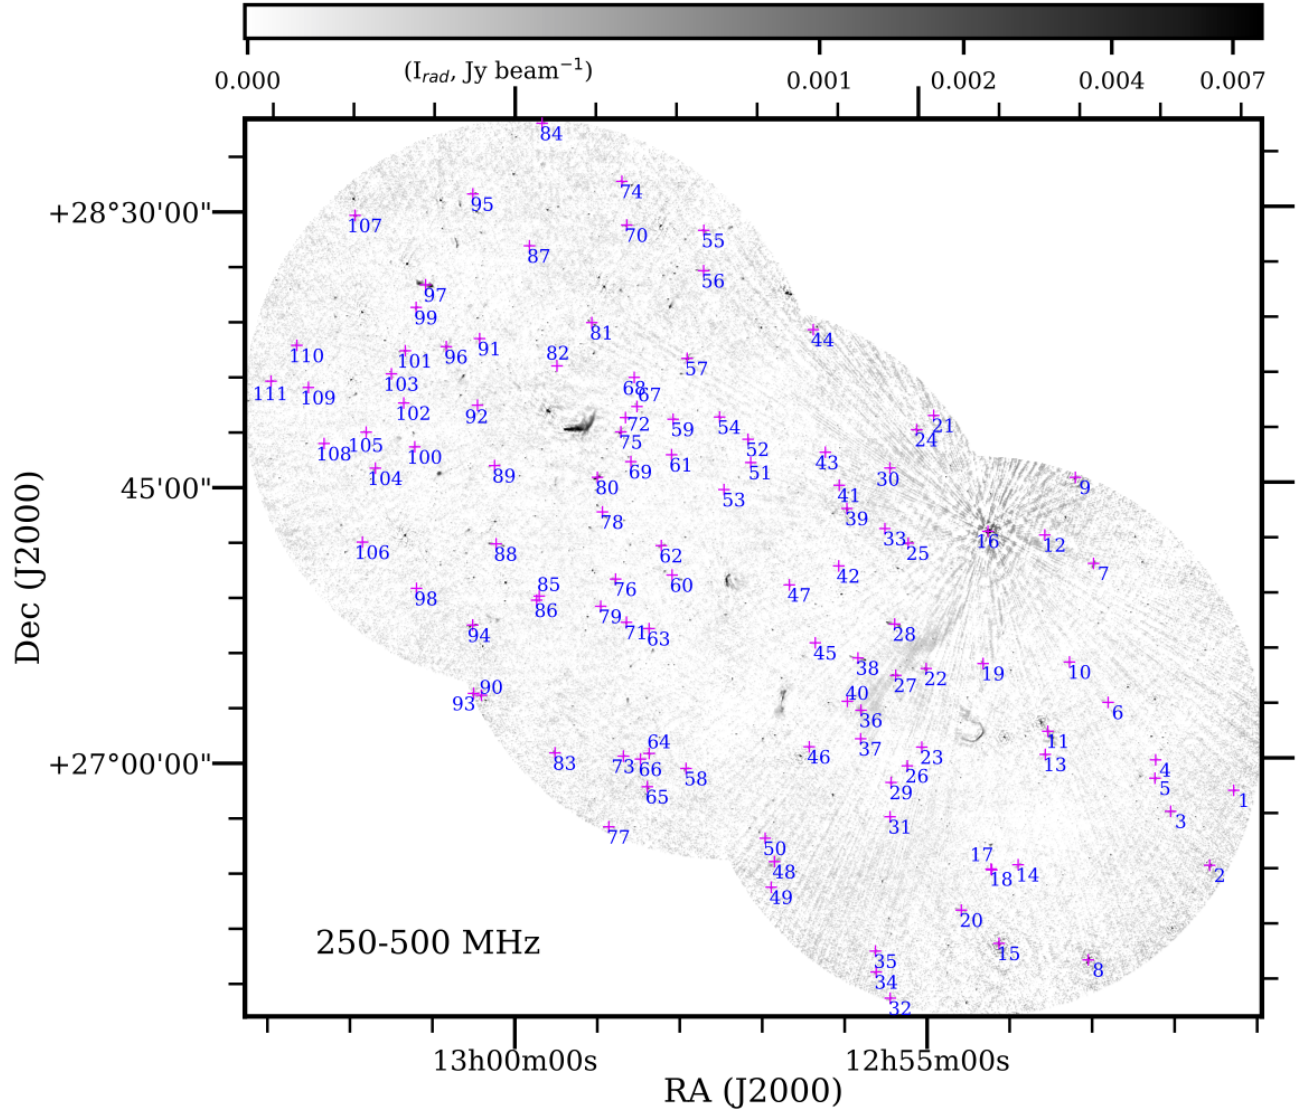 0.000 (I_rad, Jy beam⁻¹) 0.001 0.002 0.004 0.007
84
74
95
107 70
55
87
56
97
99
44
81
110 101 96 91
82 57
103 68
111 109
67
102 92 72 59 54 21
75 24
105 52
108 100 61 43
104 89 69 51 30
80 53 41 9
78 39
33 16 12
106 88 62 25
7
76 60 42
98 85 47
86 79
94 71 63 28
45
38 10
22 19
27
93 90 40
36 6
64 37 11
83 73 66 46 23 13 4
58 26 5
65 29 1
3
77 31
50 17
48 18 14 2
49
20
15
35 8
34
32
+28°30'00"
45'00"
+27°00'00"
Dec (J2000)
250-500 MHz
13h00m00s 12h55m00s
RA (J2000)